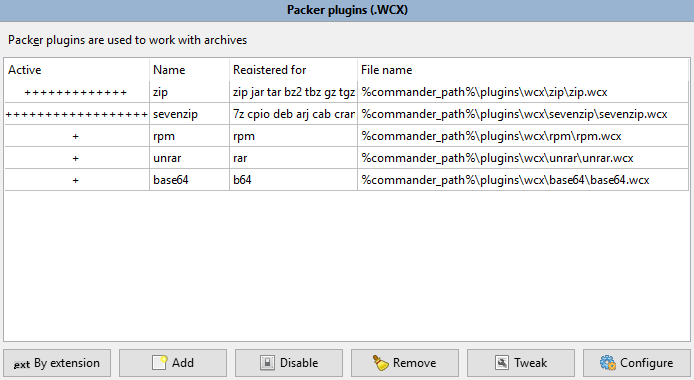 Packer plugins (.WCX)
Packer plugins are used to work with archives
Active Name Registered for File name
+++++++++++++ zip zip jar tar bz2 tbz gz tgz %commander_path%\plugins\wcx\zip\zip.wcx
++++++++++++++++++ sevenzip 7z cpio deb arj cab cran %commander_path%\plugins\wcx\sevenzip\sevenzip.wcx
+ rpm rpm %commander_path%\plugins\wcx\rpm\rpm.wcx
+ unrar rar %commander_path%\plugins\wcx\unrar\unrar.wcx
+ base64 b64 %commander_path%\plugins\wcx\base64\base64.wcx
ext By extension Add Disable Remove Tweak Configure